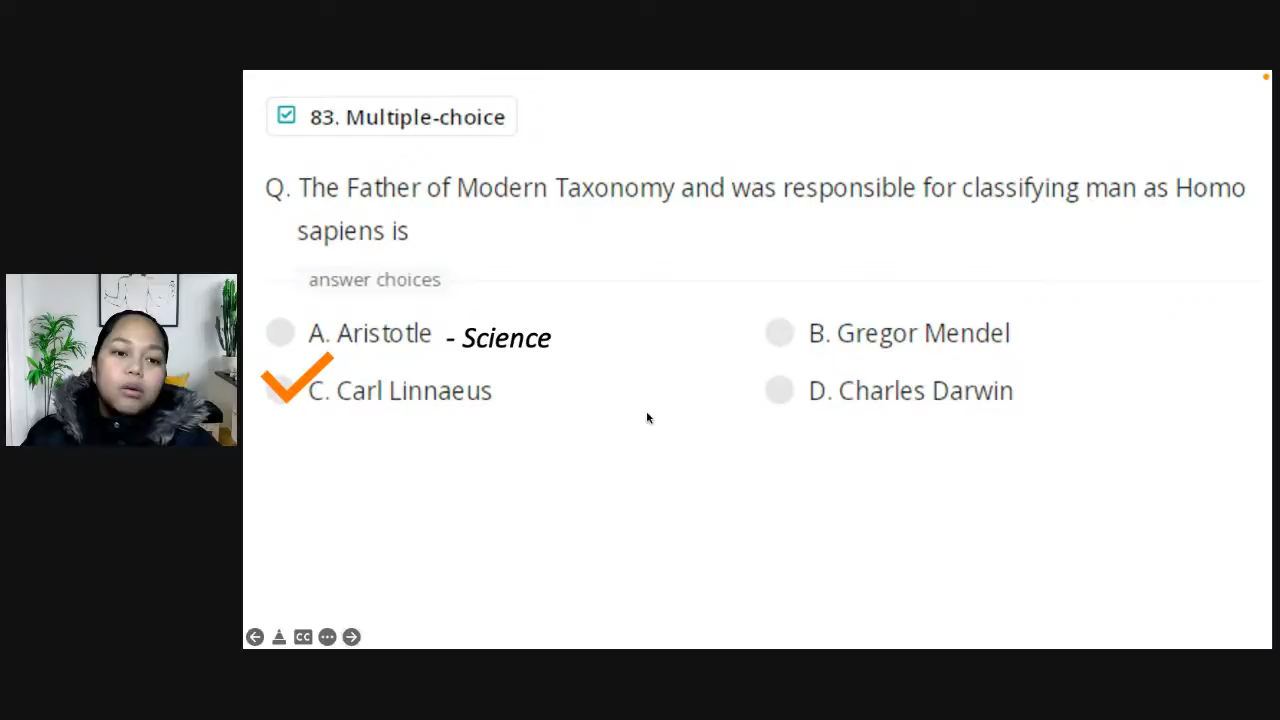 83. Multiple-choice
Q. The Father of Modern Taxonomy and was responsible for classifying man as Homo
sapiens is
answer choices
A. Aristotle - Science
B. Gregor Mendel
C. Carl Linnaeus
D. Charles Darwin
CC